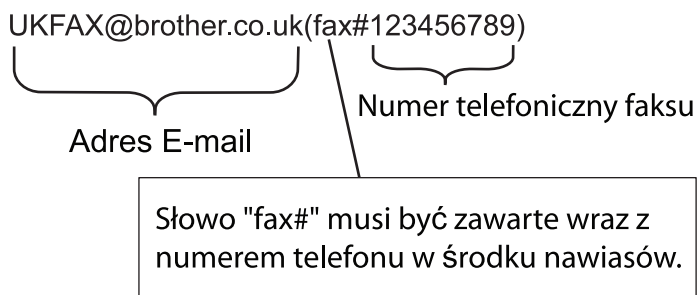 UKFAX@brother.co.uk(fax#123456789)
Numer telefoniczny faksu
Adres E-mail
Słowo "fax#" musi być zawarte wraz z
numerem telefonu w środku nawiasów.